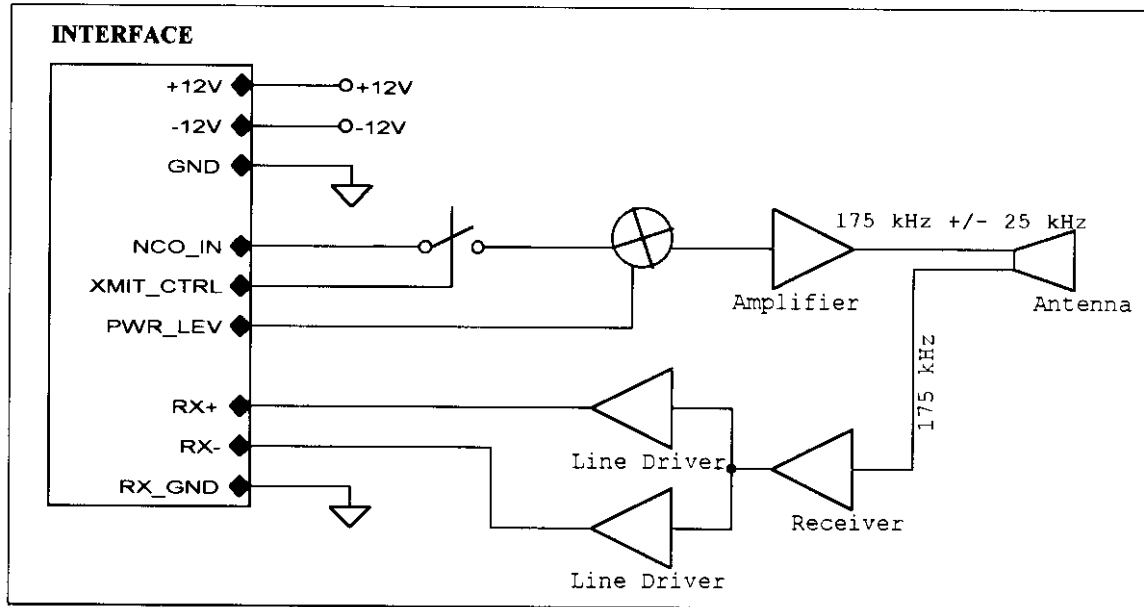 INTERFACE
+12V
+12V
-12V
-12V
GND
NCO_IN
XMIT_CTRL
PWR_LEV
RX+
RX-
RX_GND
175 kHz +/- 25 kHz
Amplifier
Antenna
175 kHz
Line Driver
Receiver
Line Driver